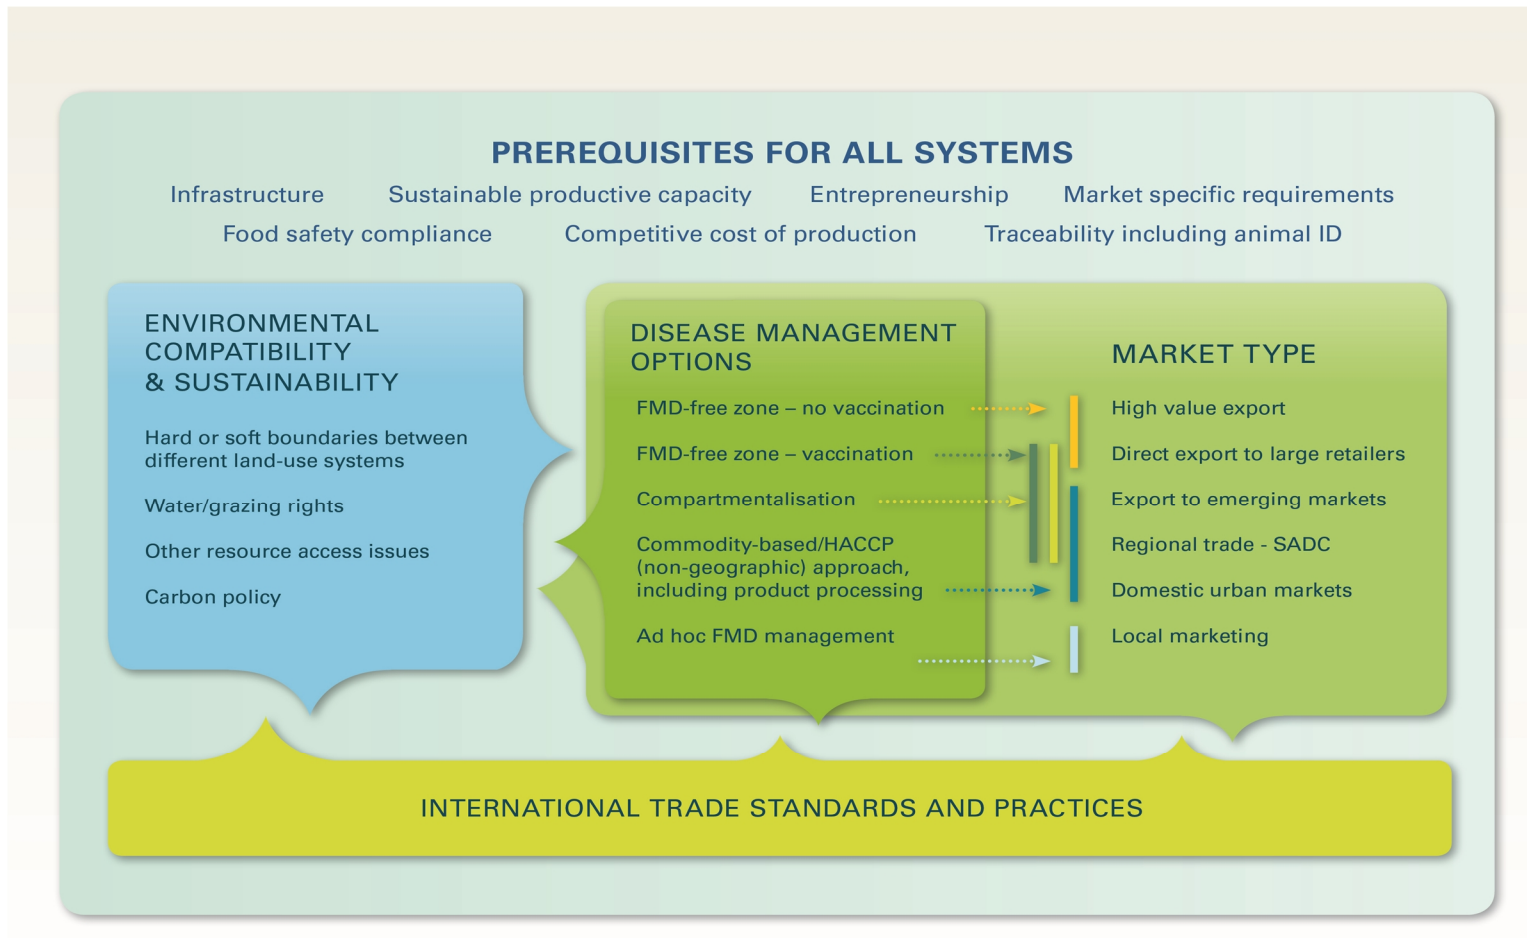 PREREQUISITES FOR ALL SYSTEMS
Infrastructure Sustainable productive capacity Entrepreneurship Market specific requirements
Food safety compliance Competitive cost of production Traceability including animal ID
ENVIRONMENTAL
COMPATIBILITY
& SUSTAINABILITY
Hard or soft boundaries between
different land-use systems
Water/grazing rights
Other resource access issues
Carbon policy
DISEASE MANAGEMENT
OPTIONS
FMD-free zone – no vaccination
FMD-free zone – vaccination
Compartmentalisation
Commodity-based/HACCP
(non-geographic) approach,
including product processing
Ad hoc FMD management
MARKET TYPE
High value export
Direct export to large retailers
Export to emerging markets
Regional trade - SADC
Domestic urban markets
Local marketing
INTERNATIONAL TRADE STANDARDS AND PRACTICES